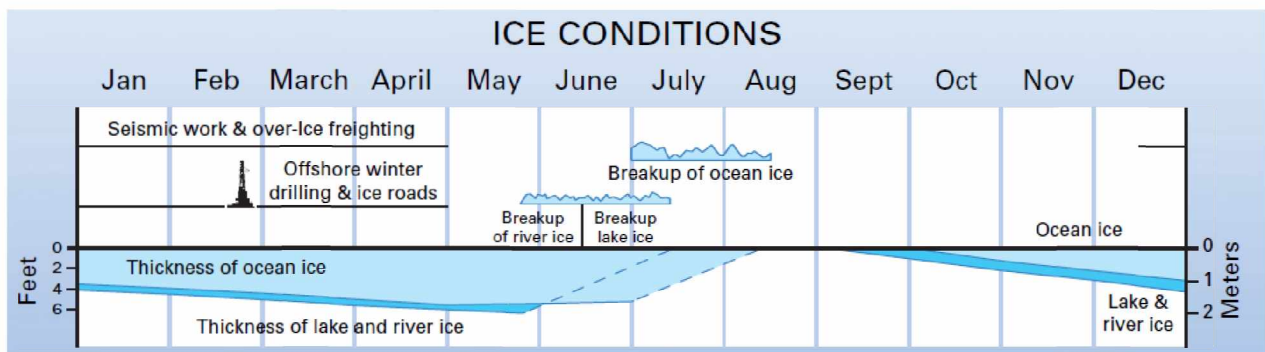 ICE CONDITIONS
Jan Feb March April May June July Aug Sept Oct Nov Dec
Seismic work & over-Ice freighting
Offshore winter
drilling & ice roads
Breakup of ocean ice
Breakup
of river ice
Breakup
lake ice
Ocean ice
Feet
0
2
4
6
Thickness of ocean ice
Thickness of lake and river ice
Lake &
river ice
0
1
2
Meters